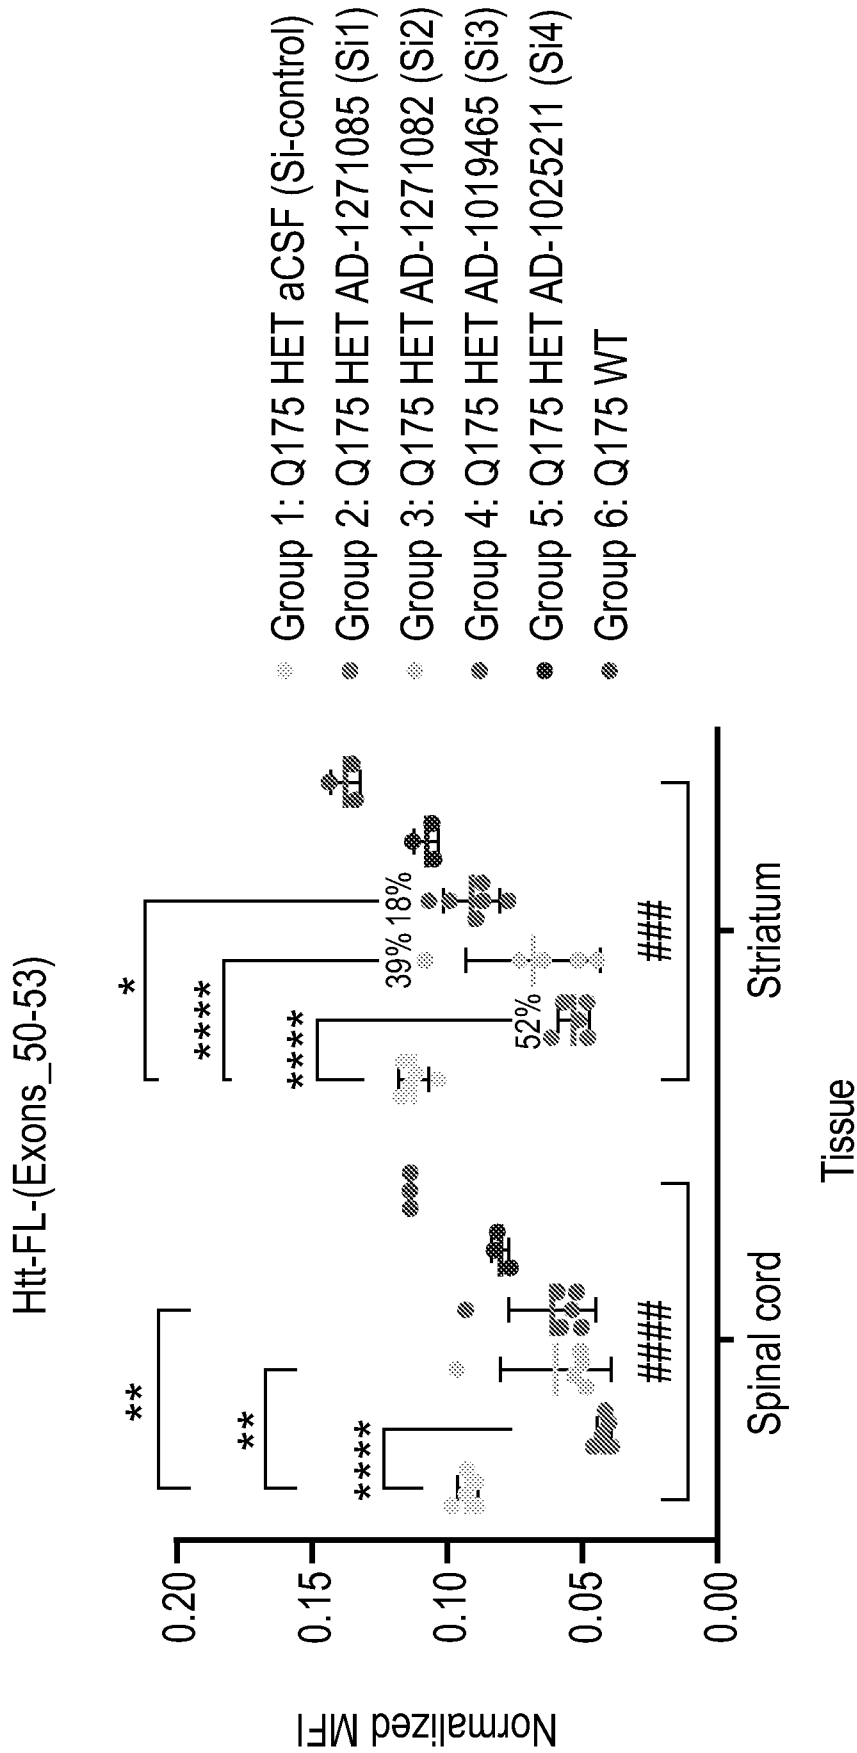 Htt-FL-(Exons_50-53)
Normalized MFI
0.20
0.15
0.10
0.05
0.00
**
**
****
####
Spinal cord
*
****
****
52%
39%
18%
####
Striatum
Tissue
Group 1: Q175 HET aCSF (Si-control)
Group 2: Q175 HET AD-1271085 (Si1)
Group 3: Q175 HET AD-1271082 (Si2)
Group 4: Q175 HET AD-1019465 (Si3)
Group 5: Q175 HET AD-1025211 (Si4)
Group 6: Q175 WT